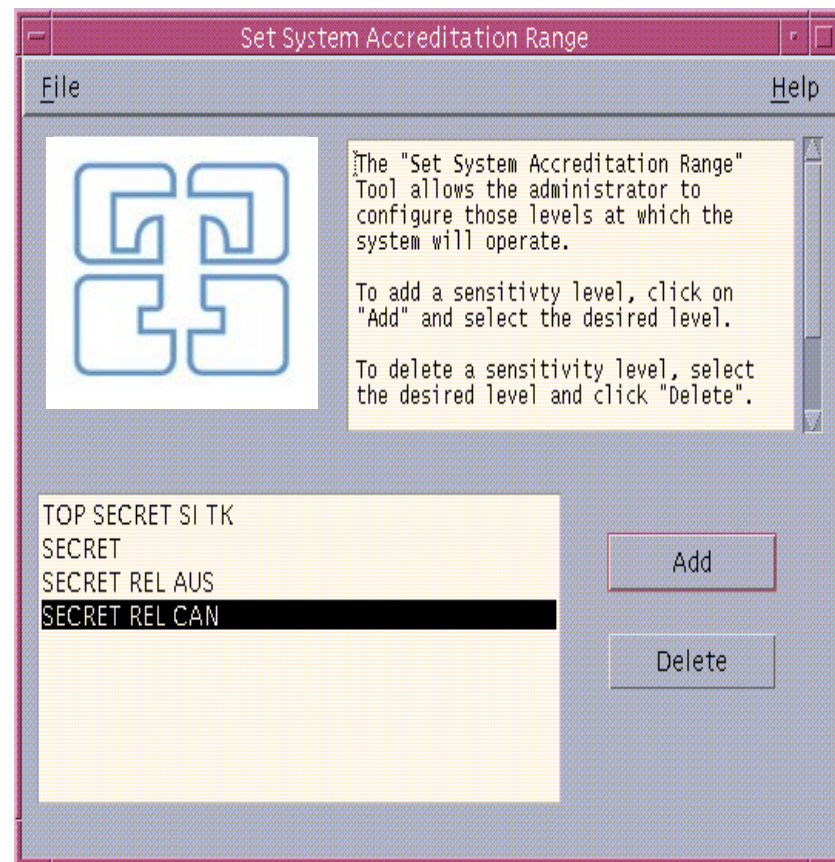 Set System Accreditation Range
File Help
The "Set System Accreditation Range"
Tool allows the administrator to
configure those levels at which the
system will operate.
To add a sensitivty level, click on
"Add" and select the desired level.
To delete a sensitivity level, select
the desired level and click "Delete".
TOP SECRET SI TK
SECRET
SECRET REL AUS
SECRET REL CAN
Add
Delete